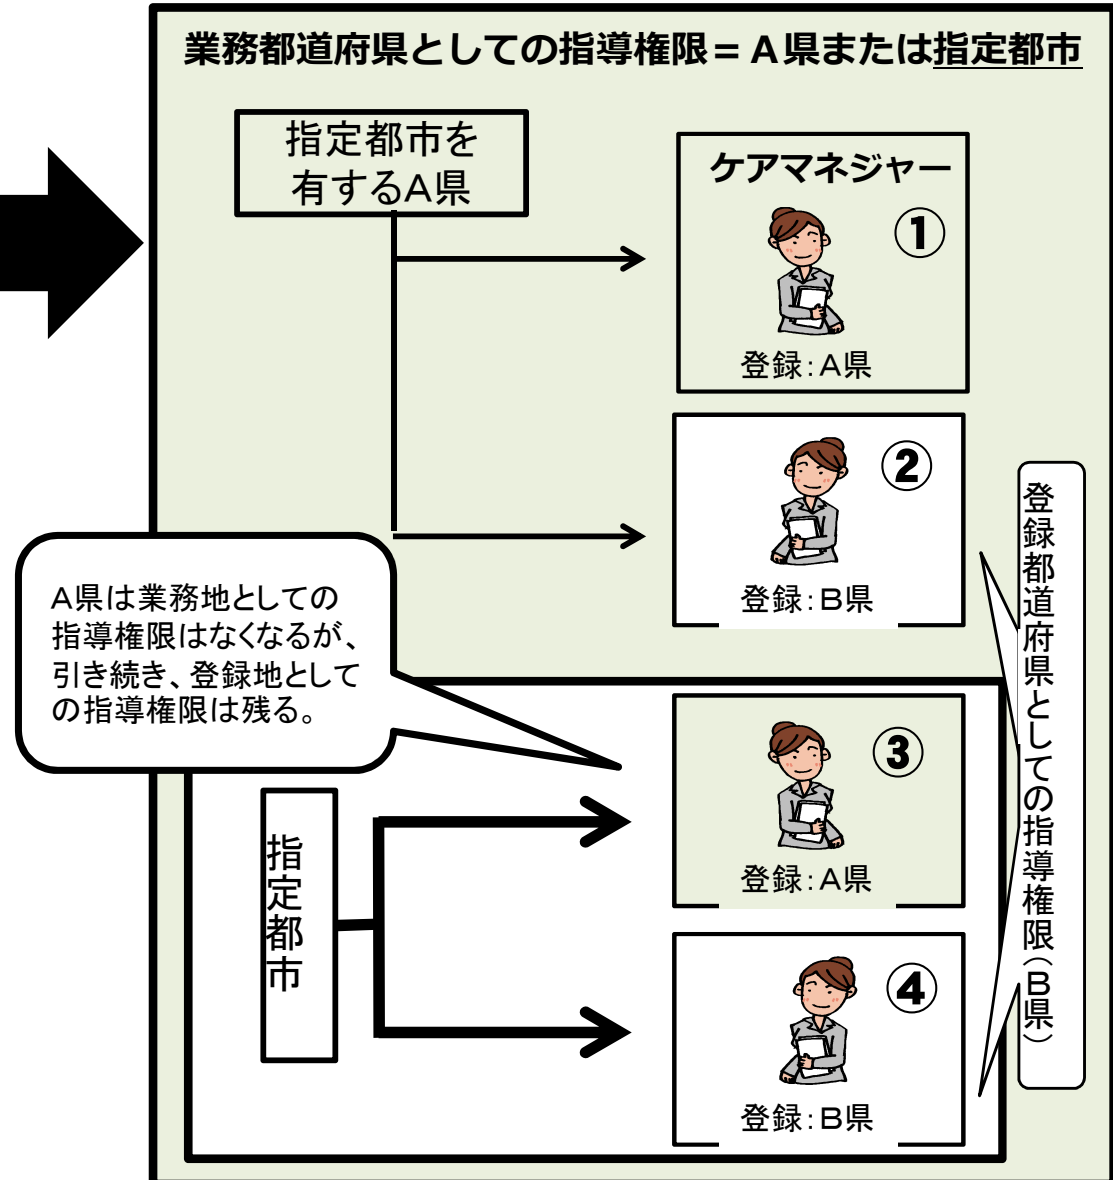 業務都道府県としての指導権限=A県または指定都市
指定都市を
有するA県
ケアマネジャー
①
登録:A県
②
登録:B県
A県は業務地としての
指導権限はなくなるが、
引き続き、登録地として
の指導権限は残る。
指定都市
③
登録:A県
④
登録:B県
登録都道府県としての指導権限(B県)